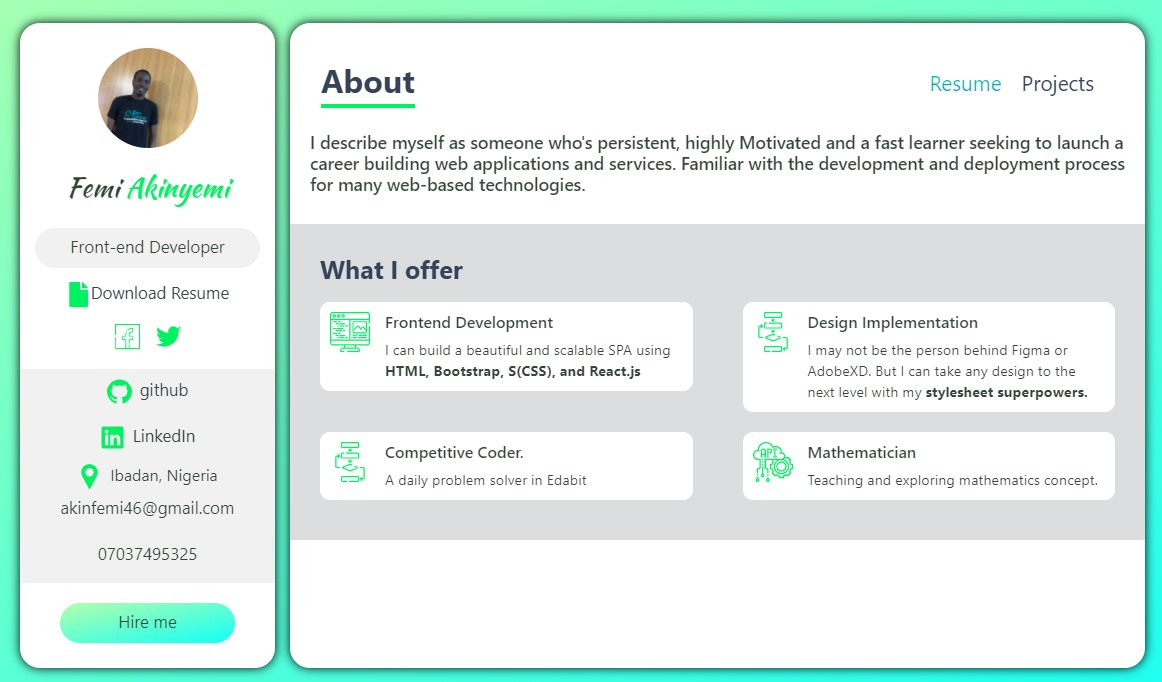 Femi Akinyemi
Front-end Developer
Download Resume
github
LinkedIn
Ibadan, Nigeria
akinfemi46@gmail.com
07037495325
Hire me
About
Resume
Projects
I describe myself as someone who's persistent, highly Motivated and a fast learner seeking to launch a
career building web applications and services. Familiar with the development and deployment process
for many web-based technologies.
What I offer
Frontend Development
I can build a beautiful and scalable SPA using
HTML, Bootstrap, S(CSS), and React.js
Design Implementation
I may not be the person behind Figma or
AdobeXD. But I can take any design to the
next level with my stylesheet superpowers.
Competitive Coder.
A daily problem solver in Edabit
API
Mathematician
Teaching and exploring mathematics concept.